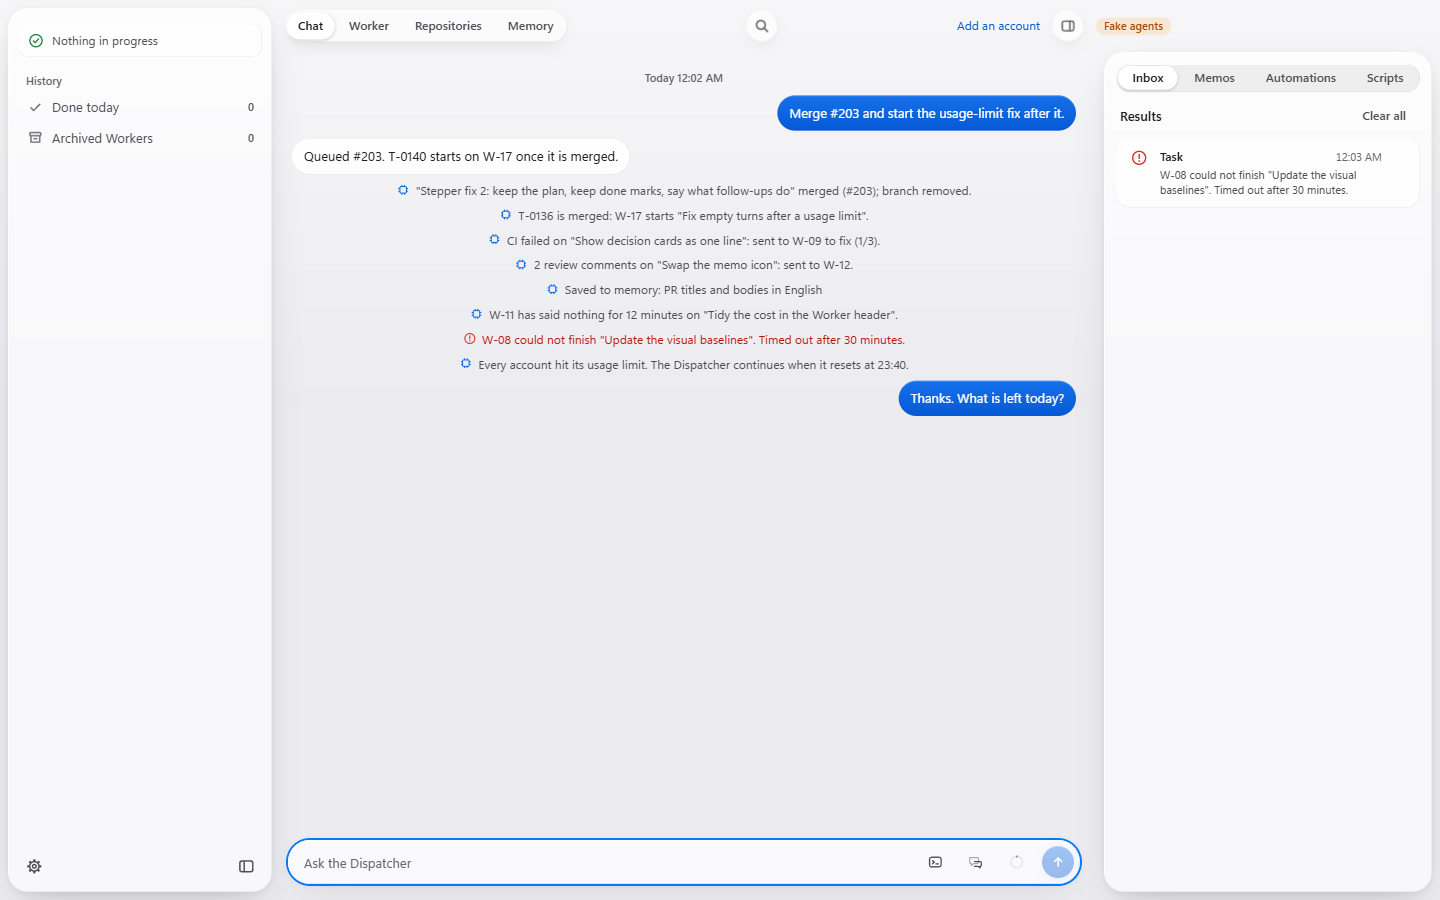 Nothing in progress
History
Done today 0
Archived Workers 0
Chat Worker Repositories Memory
Add an account
Fake agents
Today 12:02 AM
Merge #203 and start the usage-limit fix after it.
Queued #203. T-0140 starts on W-17 once it is merged.
"Stepper fix 2: keep the plan, keep done marks, say what follow-ups do" merged (#203); branch removed.
T-0136 is merged: W-17 starts "Fix empty turns after a usage limit".
CI failed on "Show decision cards as one line": sent to W-09 to fix (1/3).
2 review comments on "Swap the memo icon": sent to W-12.
Saved to memory: PR titles and bodies in English
W-11 has said nothing for 12 minutes on "Tidy the cost in the Worker header".
W-08 could not finish "Update the visual baselines". Timed out after 30 minutes.
Every account hit its usage limit. The Dispatcher continues when it resets at 23:40.
Thanks. What is left today?
Ask the Dispatcher
Inbox Memos Automations Scripts
Results Clear all
Task 12:03 AM
W-08 could not finish "Update the visual
baselines". Timed out after 30 minutes.